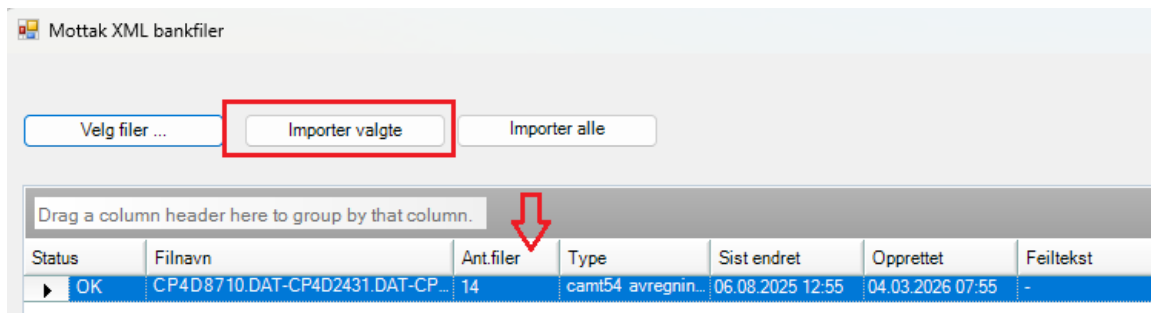 Mottak XML bankfiler
Velg filer ... Importer valgte Importer alle
Drag a column header here to group by that column.
Status Filnavn Ant.filer Type Sist endret Opprettet Feiltekst
OK CP4D8710.DAT-CP4D2431.DAT-CP... 14 camt54 avregnin... 06.08.2025 12:55 04.03.2026 07:55 -